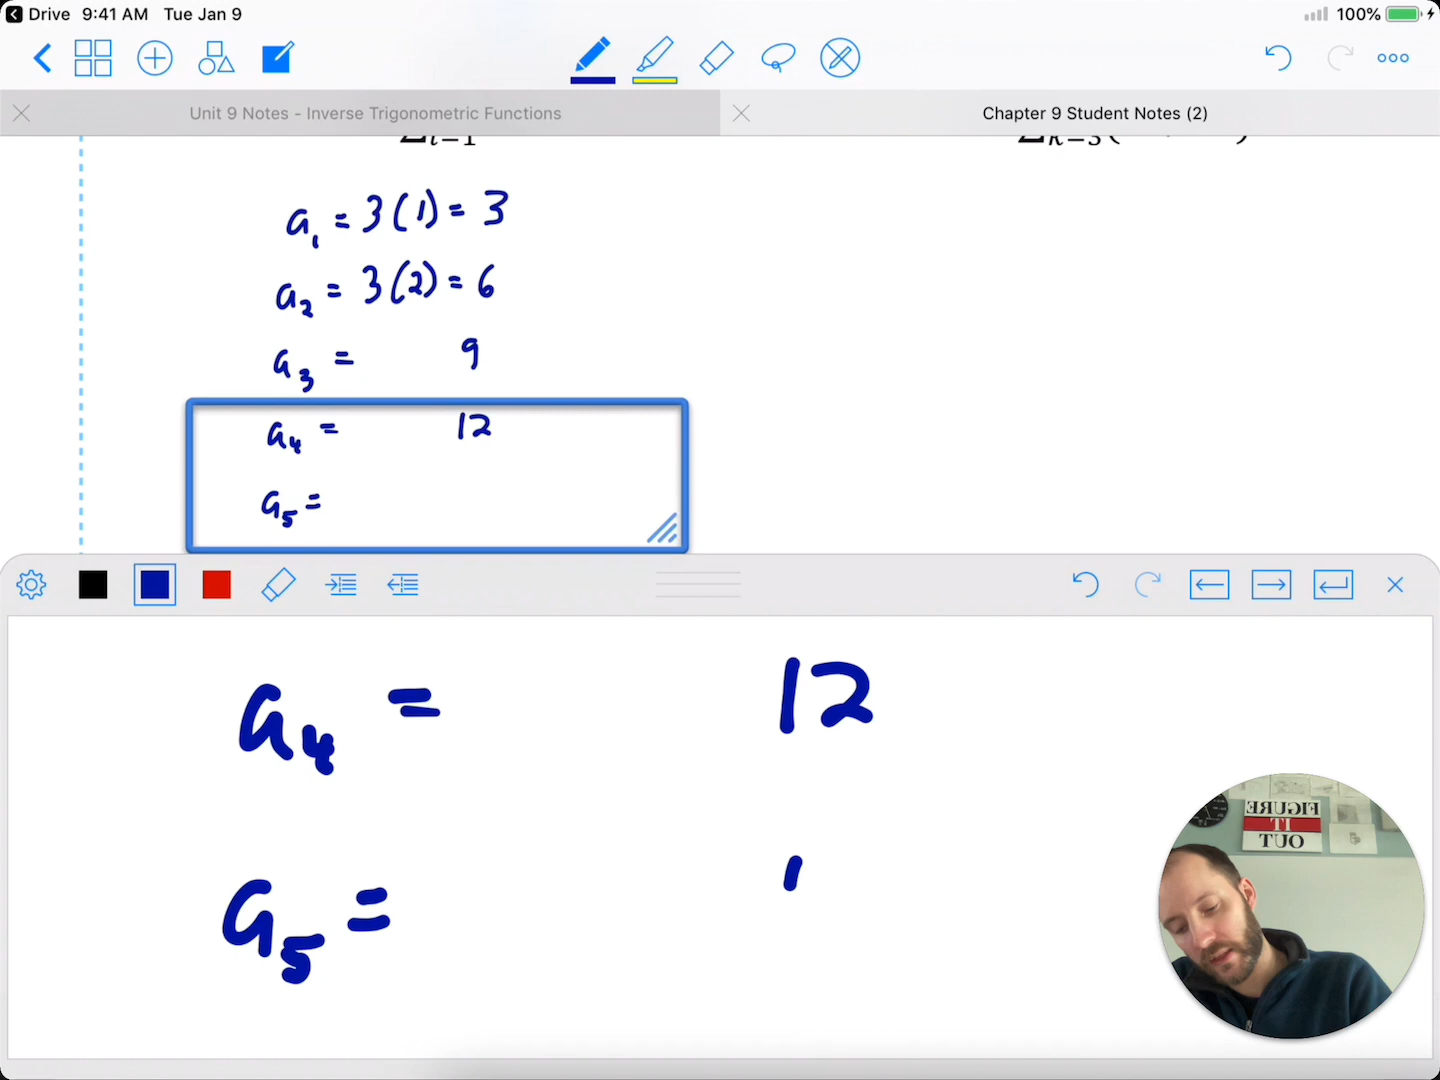 Drive 9:41 AM Tue Jan 9 100%
Unit 9 Notes - Inverse Trigonometric Functions
Chapter 9 Student Notes (2)
a₁ = 3(1) = 3
a₂ = 3(2) = 6
a₃ = 9
a₄ = 12
a₅ =
a₄ = 12
a₅ =
FIGURE
IT
OUT